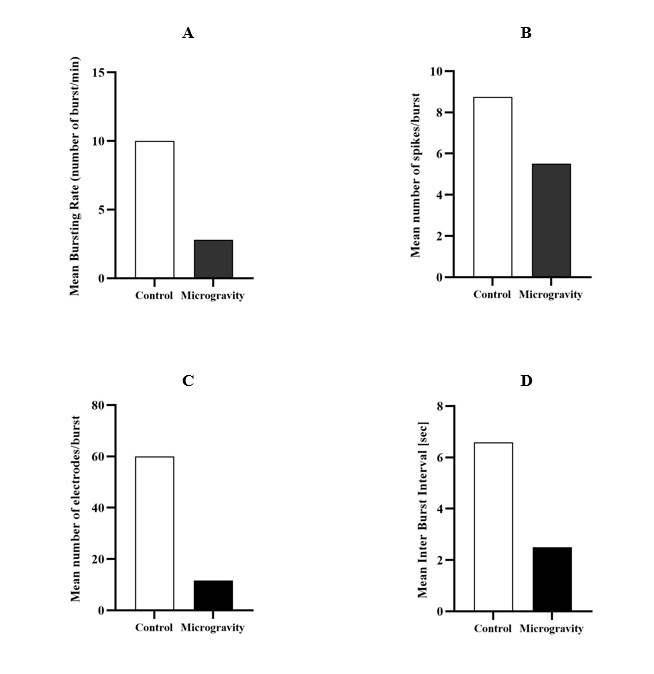 A
Mean Bursting Rate (number of burst/min)
15
10
5
0
Control Microgravity
B
Mean number of spikes/burst
10
8
6
4
2
0
Control Microgravity
C
Mean number of electrodes/burst
80
60
40
20
0
Control Microgravity
D
Mean Inter Burst Interval [sec]
8
6
4
2
0
Control Microgravity